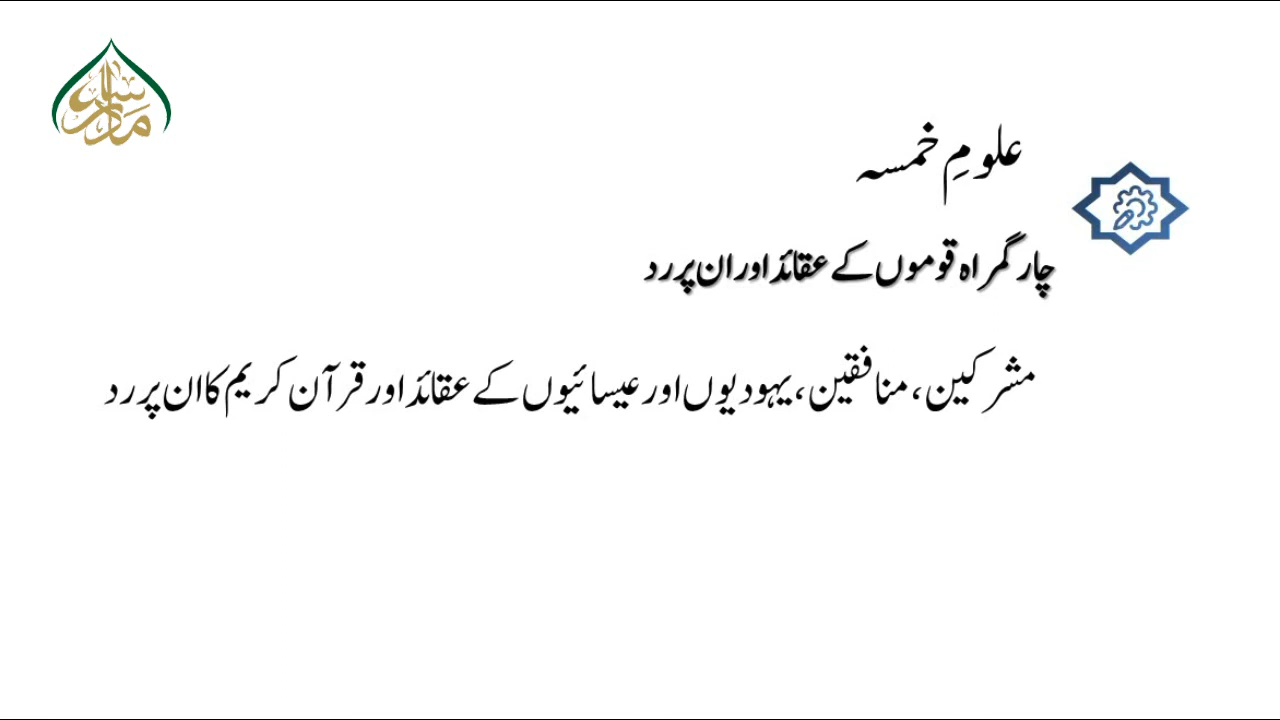 علومِ خمسہ
چار گمراہ قوموں کے عقائد اور ان پر رد
مشرکین، منافقین، یہودیوں اور عیسائیوں کے عقائد اور قرآن کریم کا ان پر رد